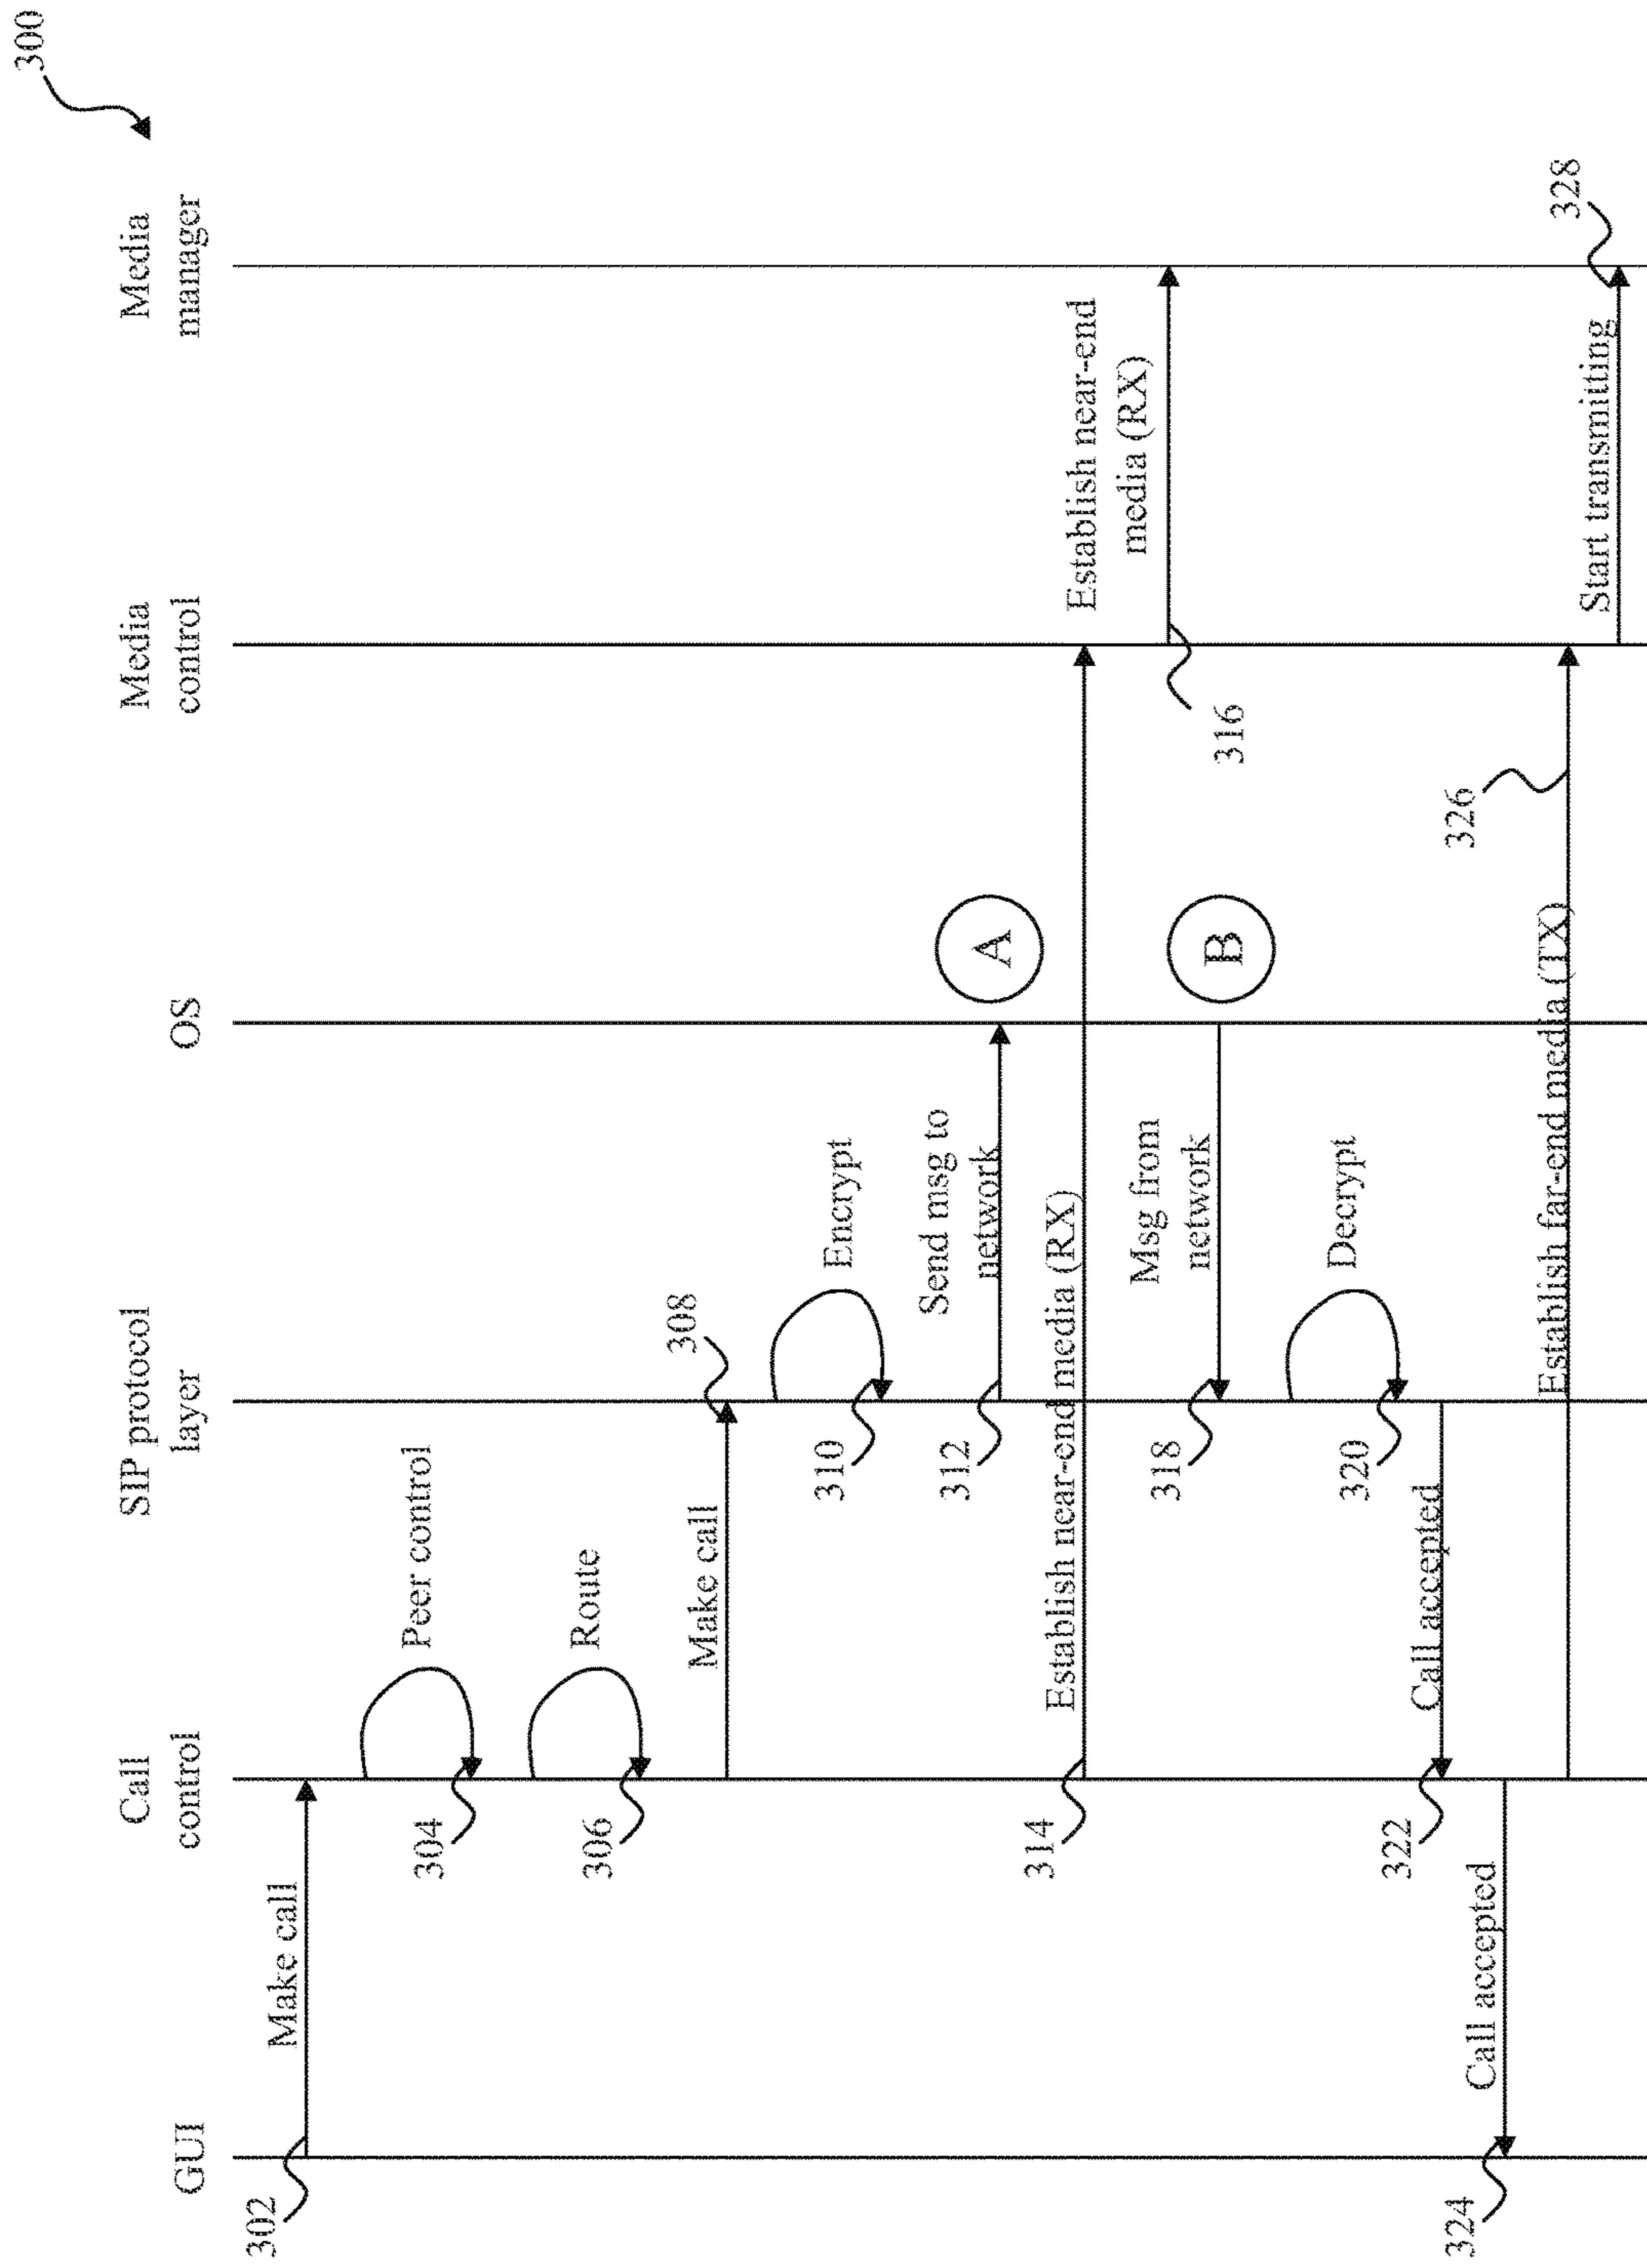 300
GUI
Call
control
SIP protocol
layer
OS
Media
control
Media
manager
302
Make call
304
Peer control
306
Route
Make call
308
310
Encrypt
312
Send msg to
network
A
314
Establish near-end media (RX)
Establish near-end
media (RX)
316
318
Msg from
network
B
320
Decrypt
322
Call accepted
324
Call accepted
Establish far-end media (TX)
326
Start transmitting
328